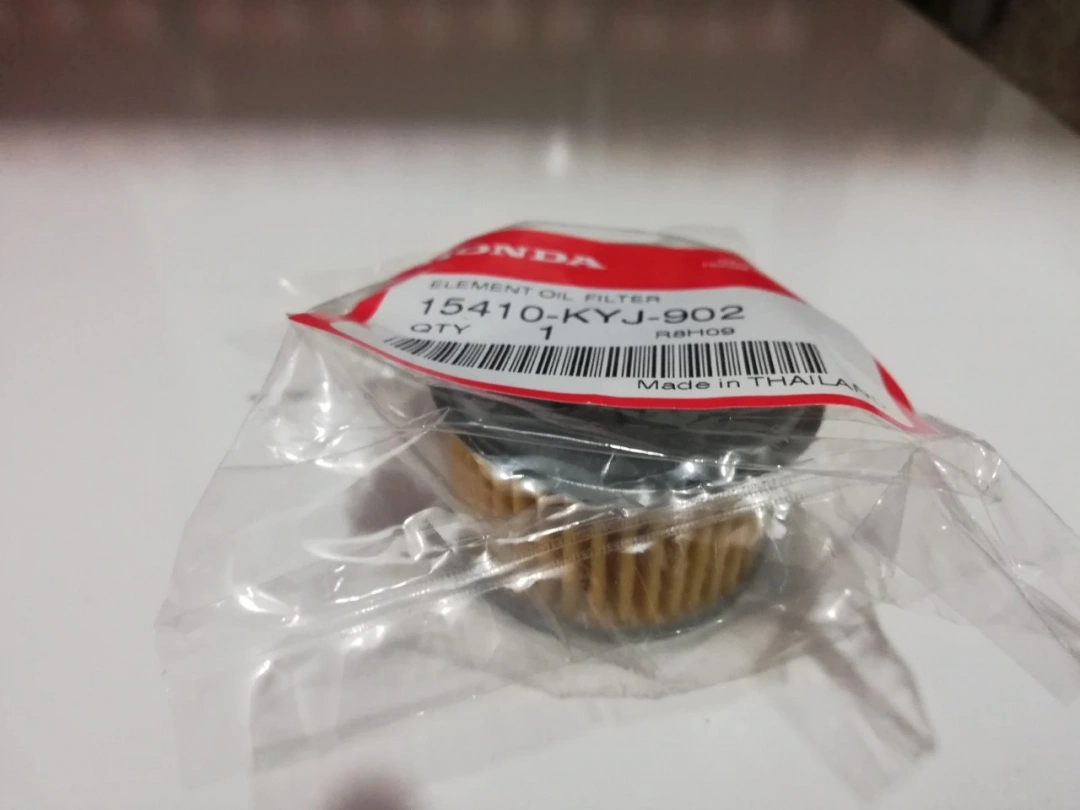 HONDA
ELEMENT OIL FILTER
15410-KYJ-902
QTY 1 R8H09
Made in THAILAND